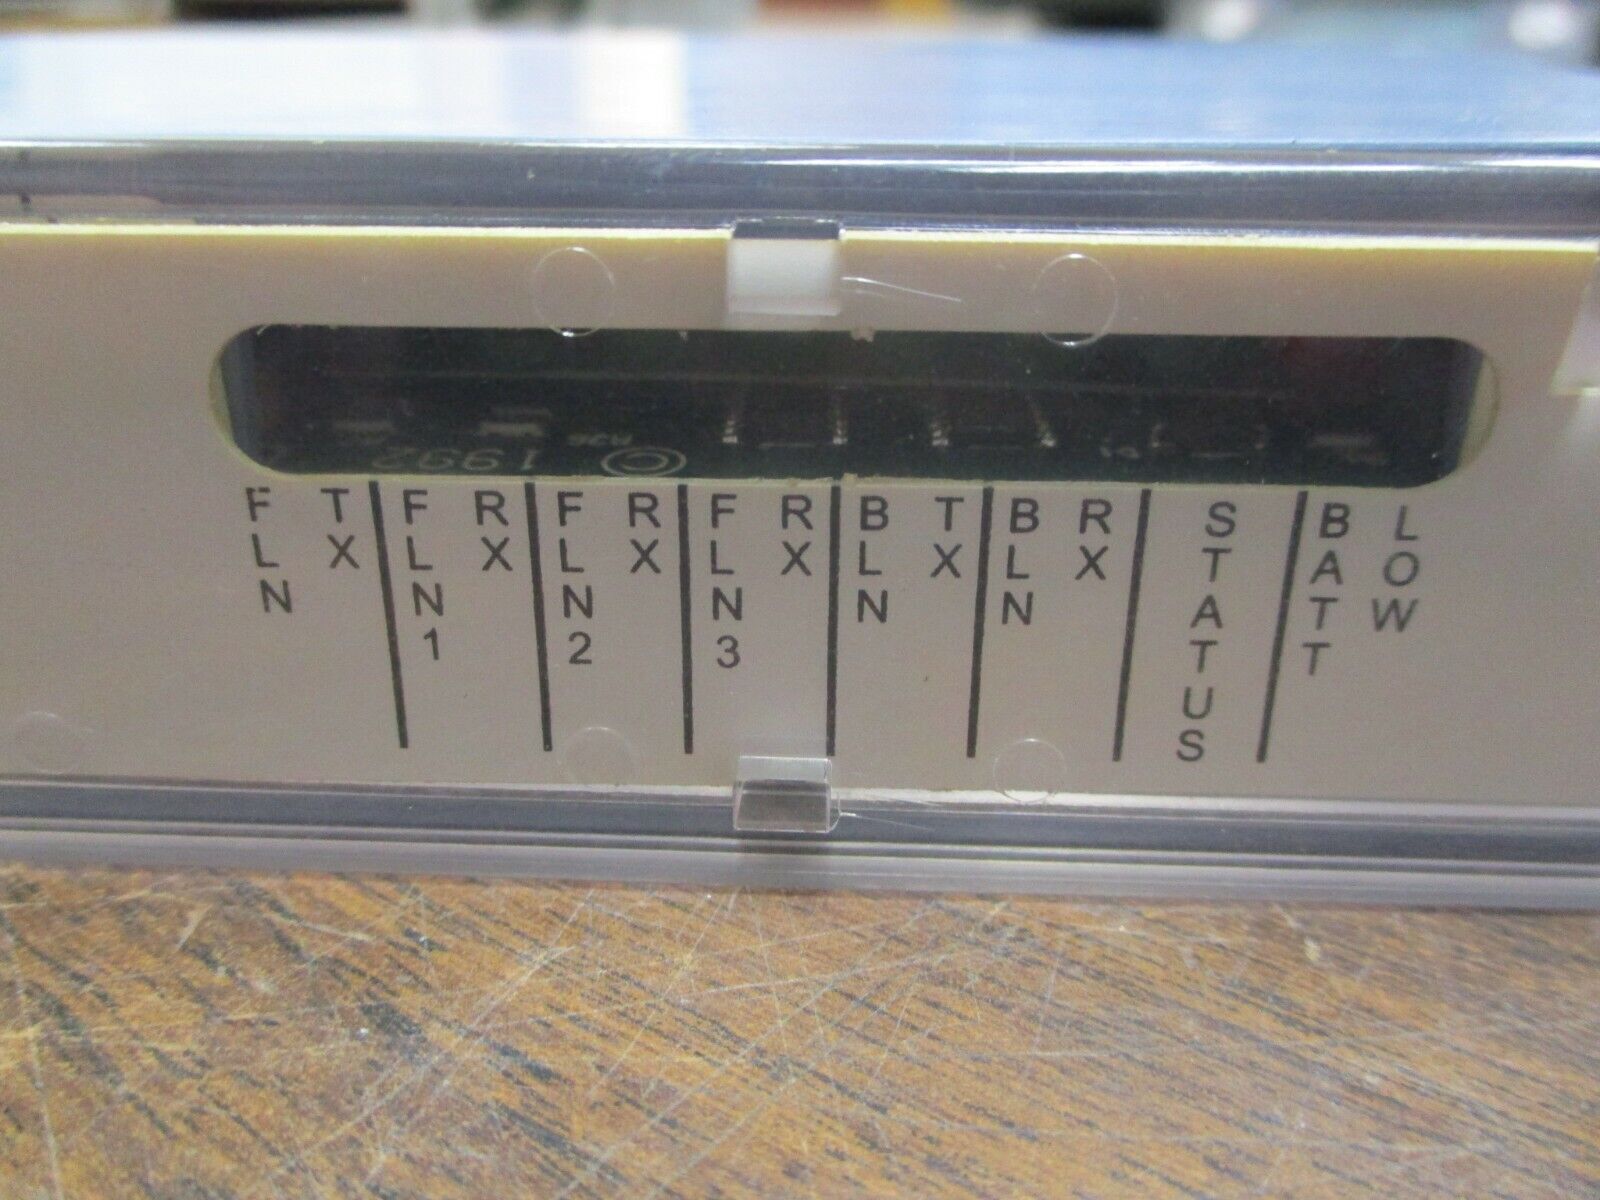 © 1992
FLN TX
FLN1 RX
FLN2 RX
FLN3 RX
BLN TX
BLN RX
STATUS
BATT LOW